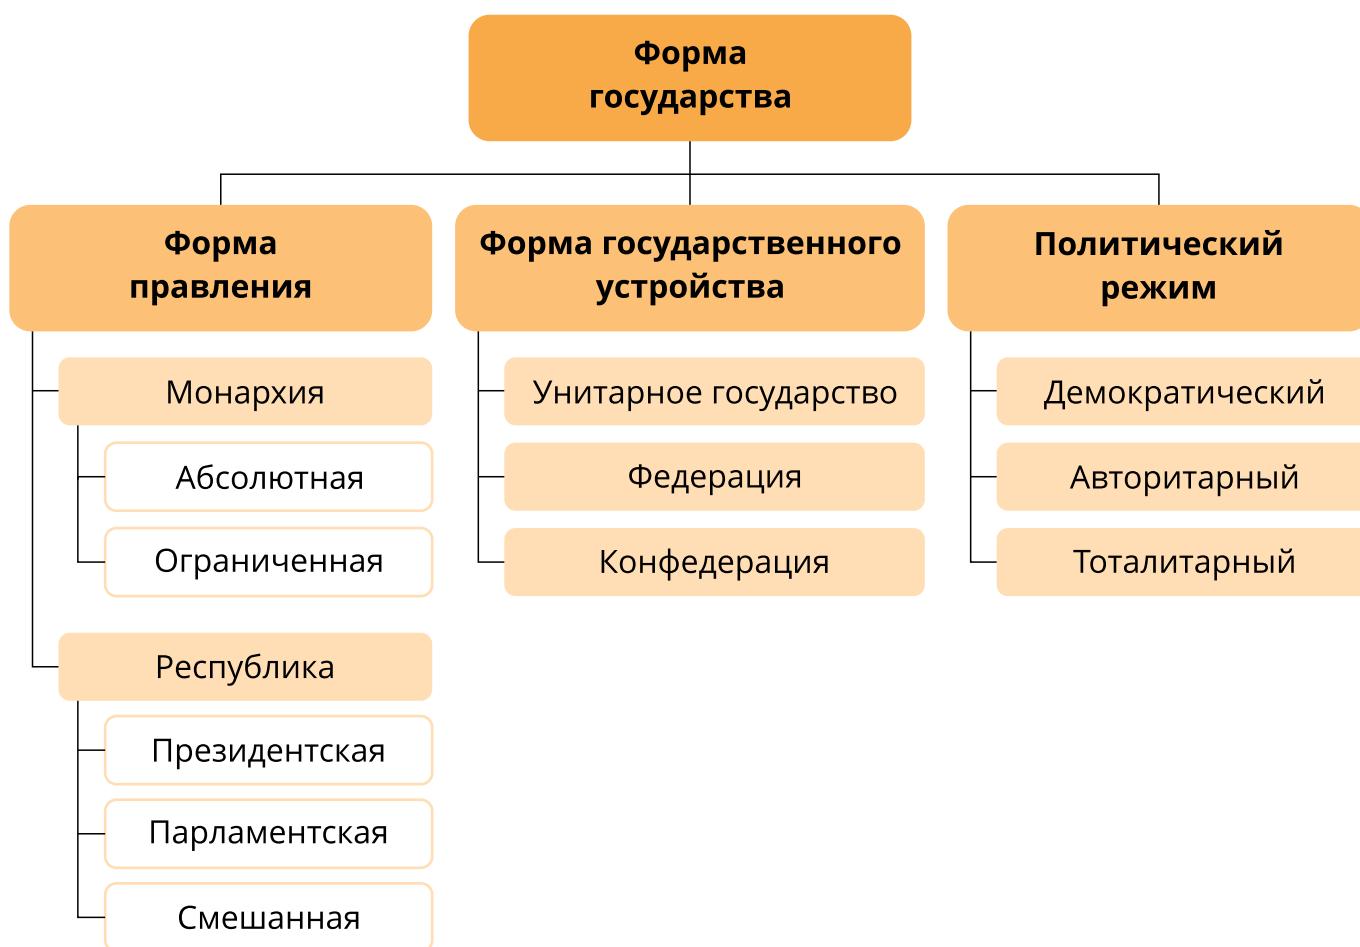 Форма
государства
Форма
правления
Монархия
Абсолютная
Ограниченная
Республика
Президентская
Парламентская
Смешанная
Форма государственного
устройства
Унитарное государство
Федерация
Конфедерация
Политический
режим
Демократический
Авторитарный
Тоталитарный